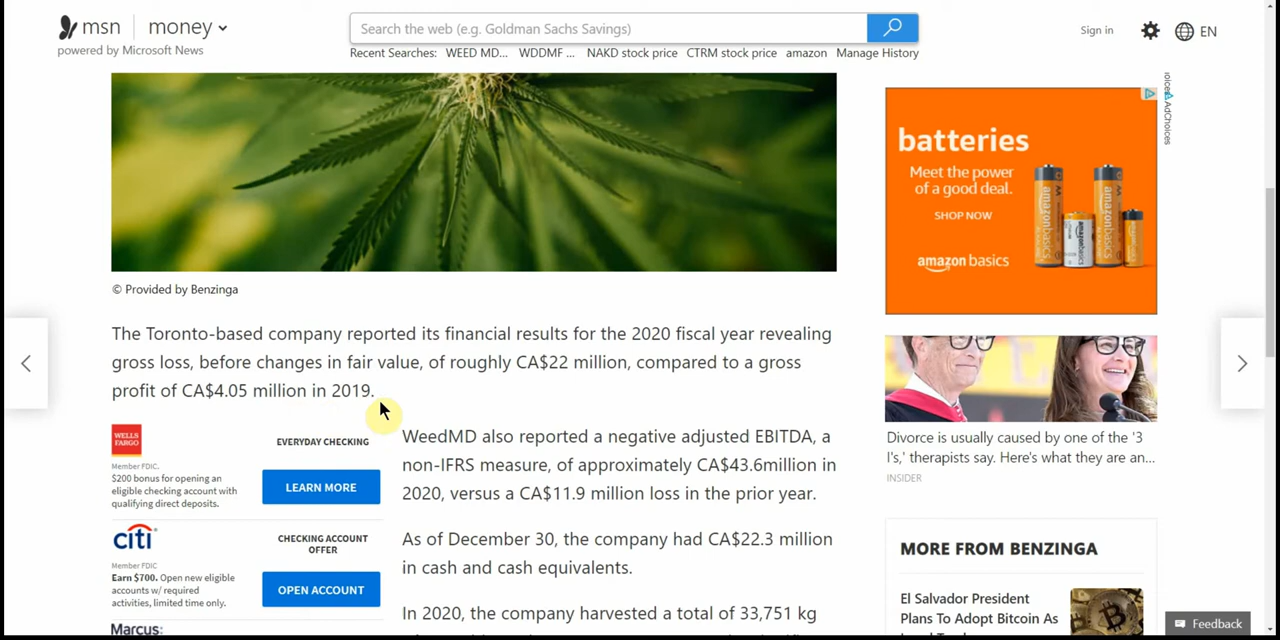 msn
money
powered by Microsoft News
Search the web (e.g. Goldman Sachs Savings)
Sign in
EN
Recent Searches: WEED MD... WDDMF ... NAKD stock price CTRM stock price amazon Manage History
© Provided by Benzinga
The Toronto-based company reported its financial results for the 2020 fiscal year revealing
gross loss, before changes in fair value, of roughly CA$22 million, compared to a gross
profit of CA$4.05 million in 2019.
WELLS
FARGO
Member FDIC.
$200 bonus for opening an
eligible checking account with
qualifying direct deposits.
EVERYDAY CHECKING
LEARN MORE
citi
Member FDIC
Earn $700. Open new eligible
accounts w/ required
activities, limited time only.
CHECKING ACCOUNT
OFFER
OPEN ACCOUNT
Marcus:
WeedMD also reported a negative adjusted EBITDA, a
non-IFRS measure, of approximately CA$43.6million in
2020, versus a CA$11.9 million loss in the prior year.
As of December 30, the company had CA$22.3 million
in cash and cash equivalents.
In 2020, the company harvested a total of 33,751 kg
AdChoices
batteries
Meet the power
of a good deal.
SHOP NOW
amazon basics
amazonbasics
amazonbasics
amazonbasics
Divorce is usually caused by one of the '3
I's,' therapists say. Here's what they are an...
INSIDER
MORE FROM BENZINGA
El Salvador President
Plans To Adopt Bitcoin As
Feedback